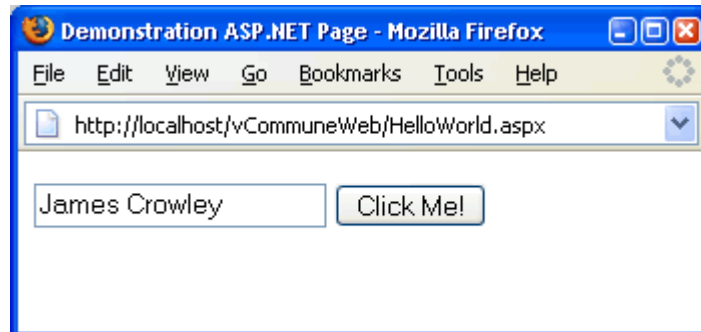 Demonstration ASP.NET Page - Mozilla Firefox
File Edit View Go Bookmarks Tools Help
http://localhost/vCommuneWeb/HelloWorld.aspx
James Crowley Click Me!